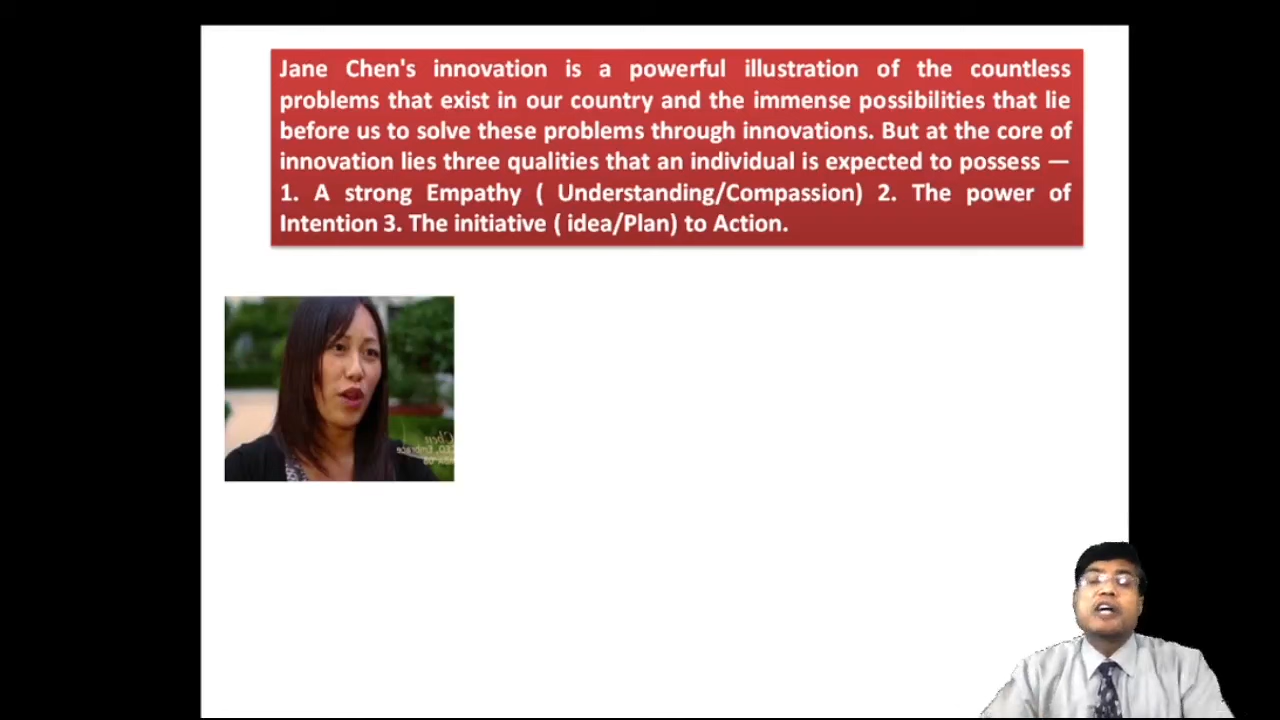 Jane Chen's innovation is a powerful illustration of the countless
problems that exist in our country and the immense possibilities that lie
before us to solve these problems through innovations. But at the core of
innovation lies three qualities that an individual is expected to possess —
1. A strong Empathy ( Understanding/Compassion) 2. The power of
Intention 3. The initiative ( idea/Plan) to Action.
Chen
CEO, Embrace